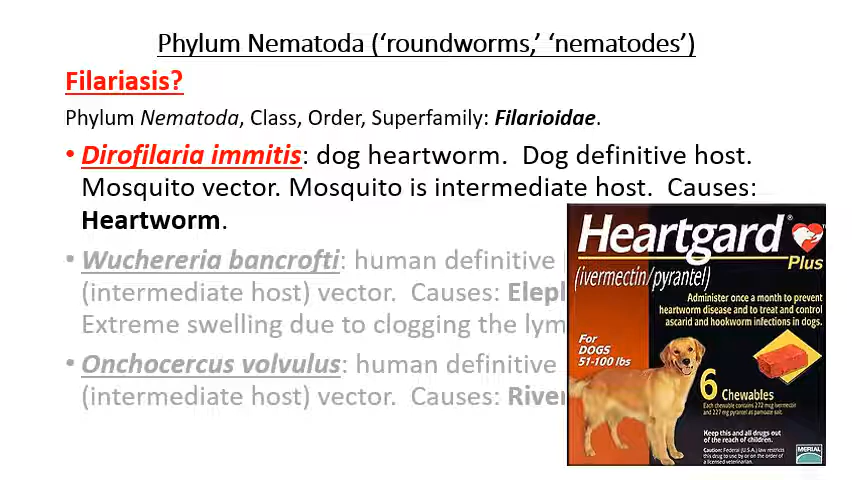 Phylum Nematoda (‘roundworms,’ ‘nematodes’)
Filariasis?
Phylum Nematoda, Class, Order, Superfamily: Filarioidae.
• Dirofilaria immitis: dog heartworm.  Dog definitive host.
Mosquito vector. Mosquito is intermediate host.  Causes:
Heartworm.
• Wuchereria bancrofti: human definitive
(intermediate host) vector.  Causes:
Extreme swelling due to clogging the
• Onchocercus volvulus: human definitive
(intermediate host) vector.  Causes:
Heartgard®
Plus
(ivermectin/pyrantel)
Administer once a month to prevent
heartworm disease and to treat and control
ascarid and hookworm infections in dogs.
For
DOGS
51-100 lbs
6 Chewables
Each chewable contains 272 mcg ivermectin
and 227 mg pyrantel as pamoate salt.
Keep this and all drugs out
of the reach of children.
Caution: Federal (U.S.A.) law restricts
this drug to use by or on the order of
a licensed veterinarian.
MERIAL